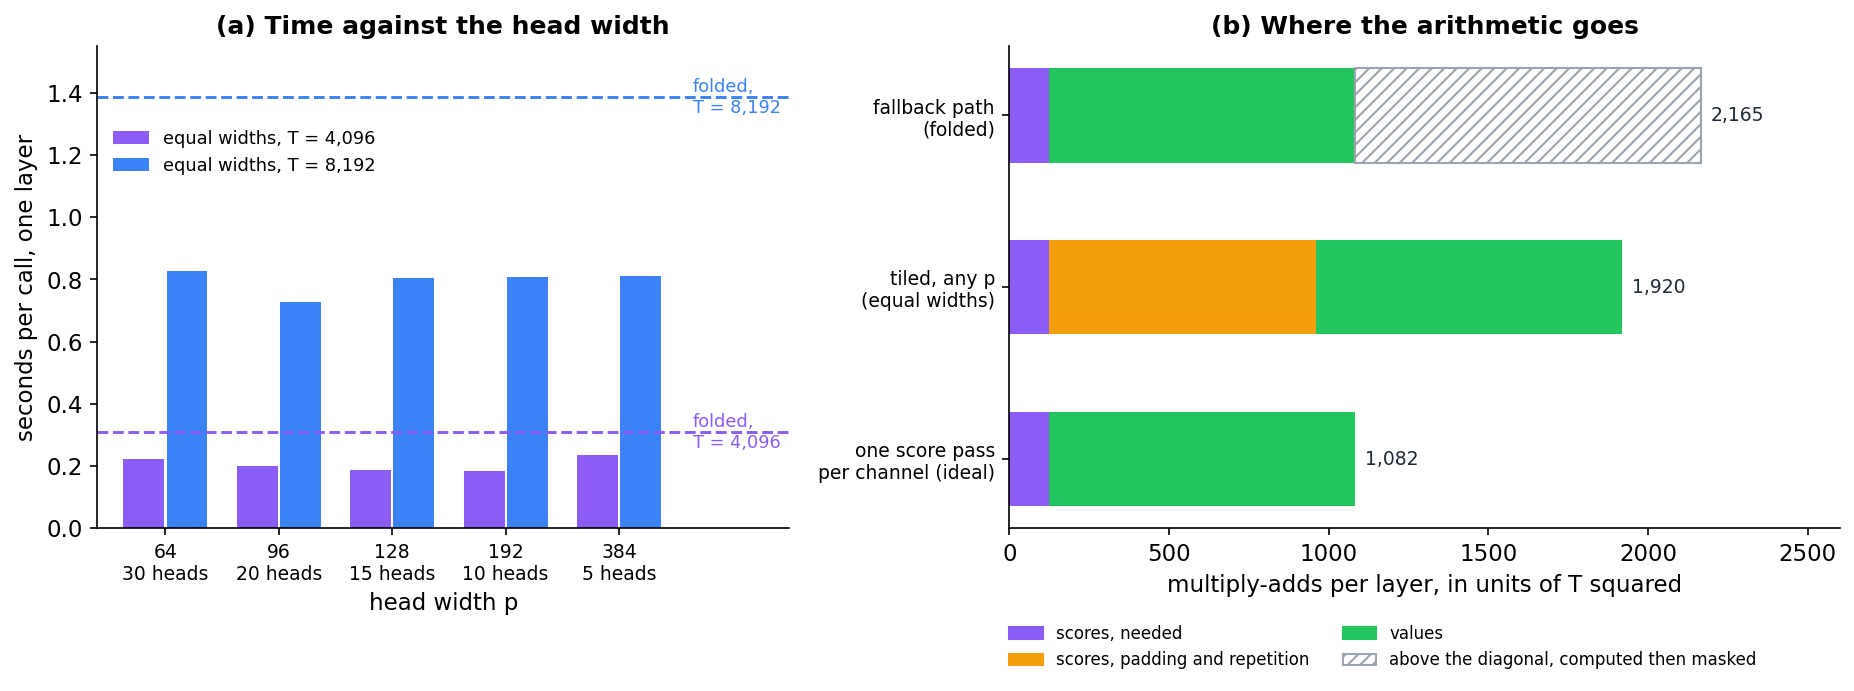 (a) Time against the head width
seconds per call, one layer
1.4
1.2
1.0
0.8
0.6
0.4
0.2
0.0
folded,
T = 8,192
equal widths, T = 4,096
equal widths, T = 8,192
folded,
T = 4,096
64 96 128 192 384
30 heads 20 heads 15 heads 10 heads 5 heads
head width p
(b) Where the arithmetic goes
fallback path
(folded)
2,165
tiled, any p
(equal widths)
1,920
one score pass
per channel (ideal)
1,082
0 500 1000 1500 2000 2500
multiply-adds per layer, in units of T squared
scores, needed
scores, padding and repetition
values
above the diagonal, computed then masked